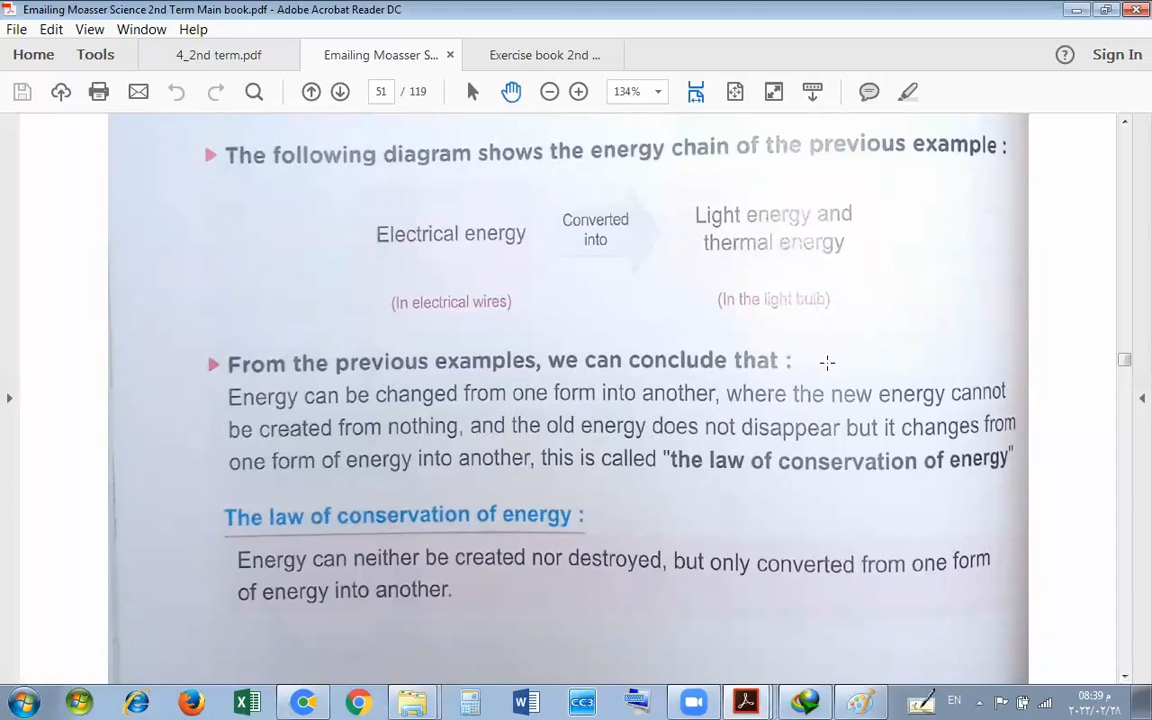 Emailing Moasser Science 2nd Term Main book.pdf - Adobe Acrobat Reader DC
File Edit View Window Help
Home Tools 4_2nd term.pdf Emailing Moasser S... × Exercise book 2nd ... Sign In
51 / 119 134%
The following diagram shows the energy chain of the previous example :
Electrical energy
Converted
into
Light energy and
thermal energy
(In electrical wires)
(In the light bulb)
From the previous examples, we can conclude that :
Energy can be changed from one form into another, where the new energy cannot
be created from nothing, and the old energy does not disappear but it changes from
one form of energy into another, this is called "the law of conservation of energy"
The law of conservation of energy :
Energy can neither be created nor destroyed, but only converted from one form
of energy into another.
CC3
EN
08:39 م
٢٠٢٢/٠٢/٢٨